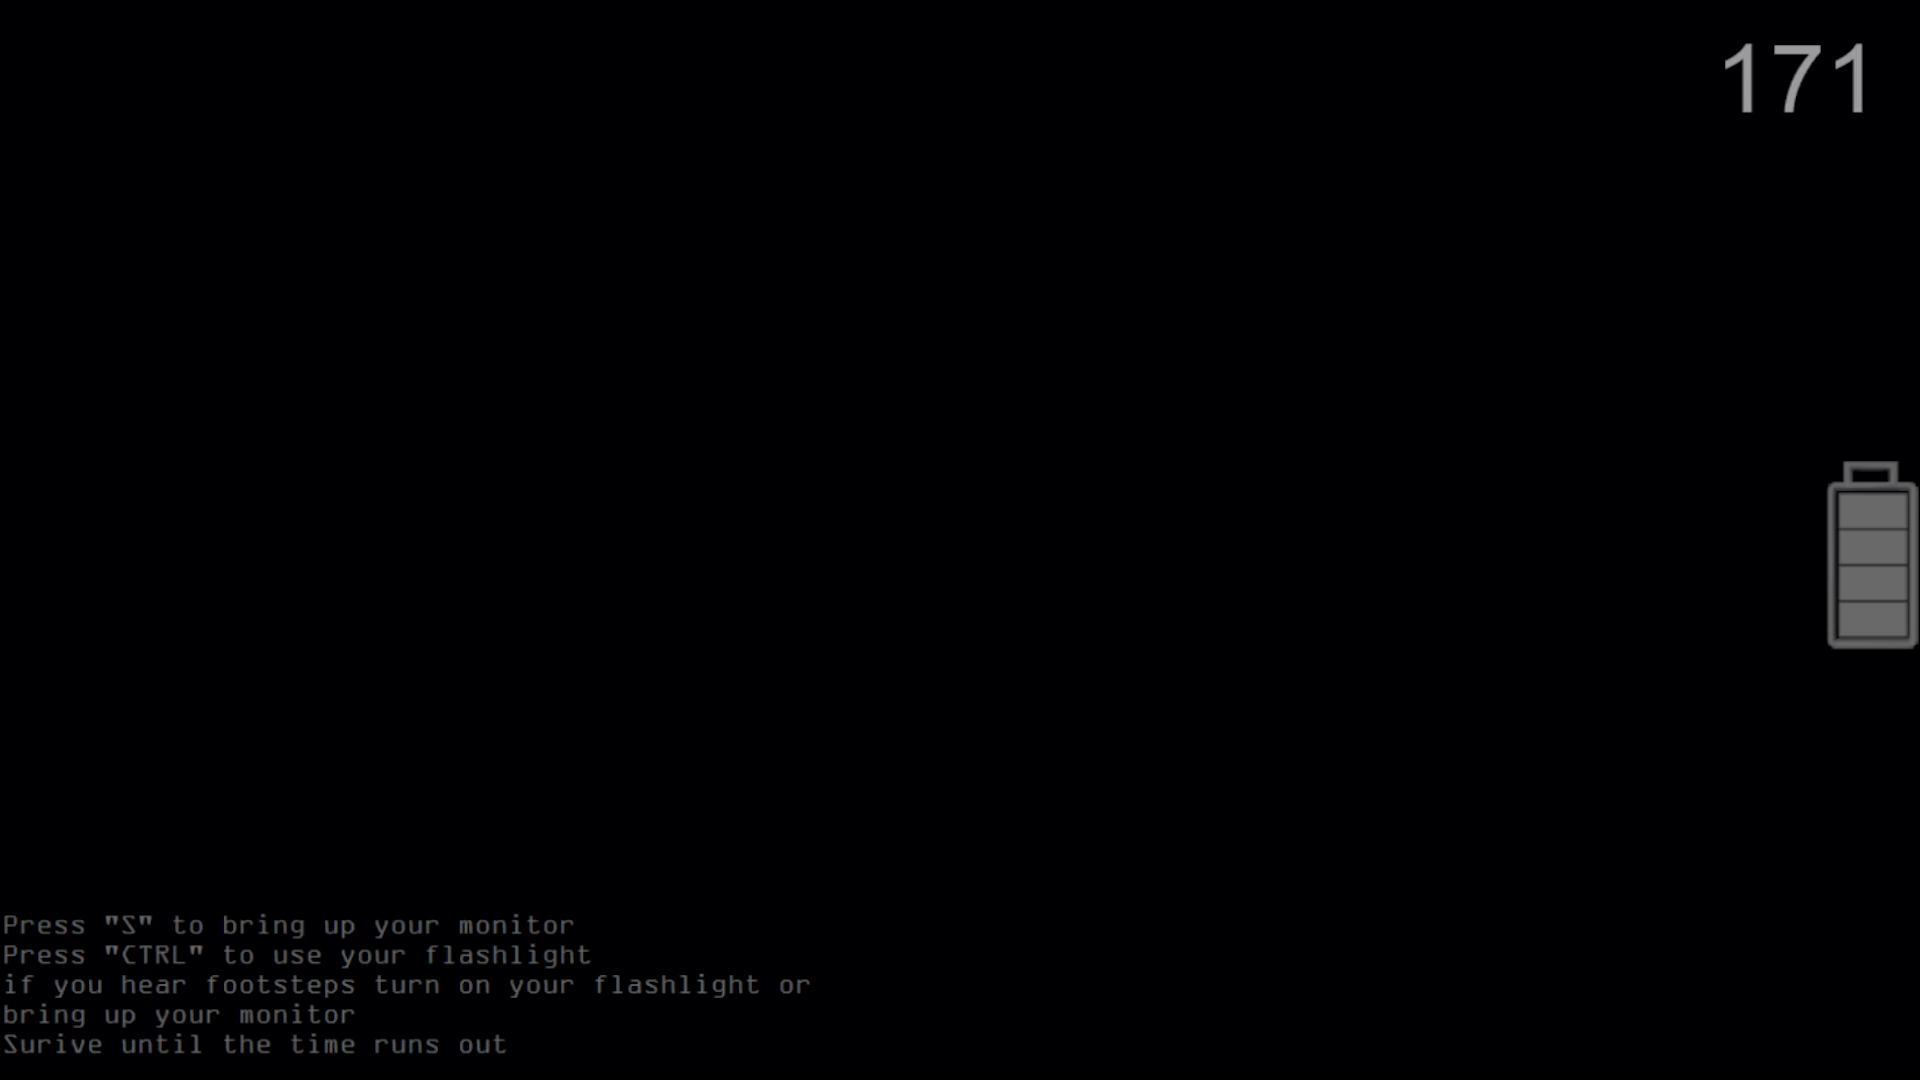 171
Press "S" to bring up your monitor
Press "CTRL" to use your flashlight
if you hear footsteps turn on your flashlight or
bring up your monitor
Surive until the time runs out